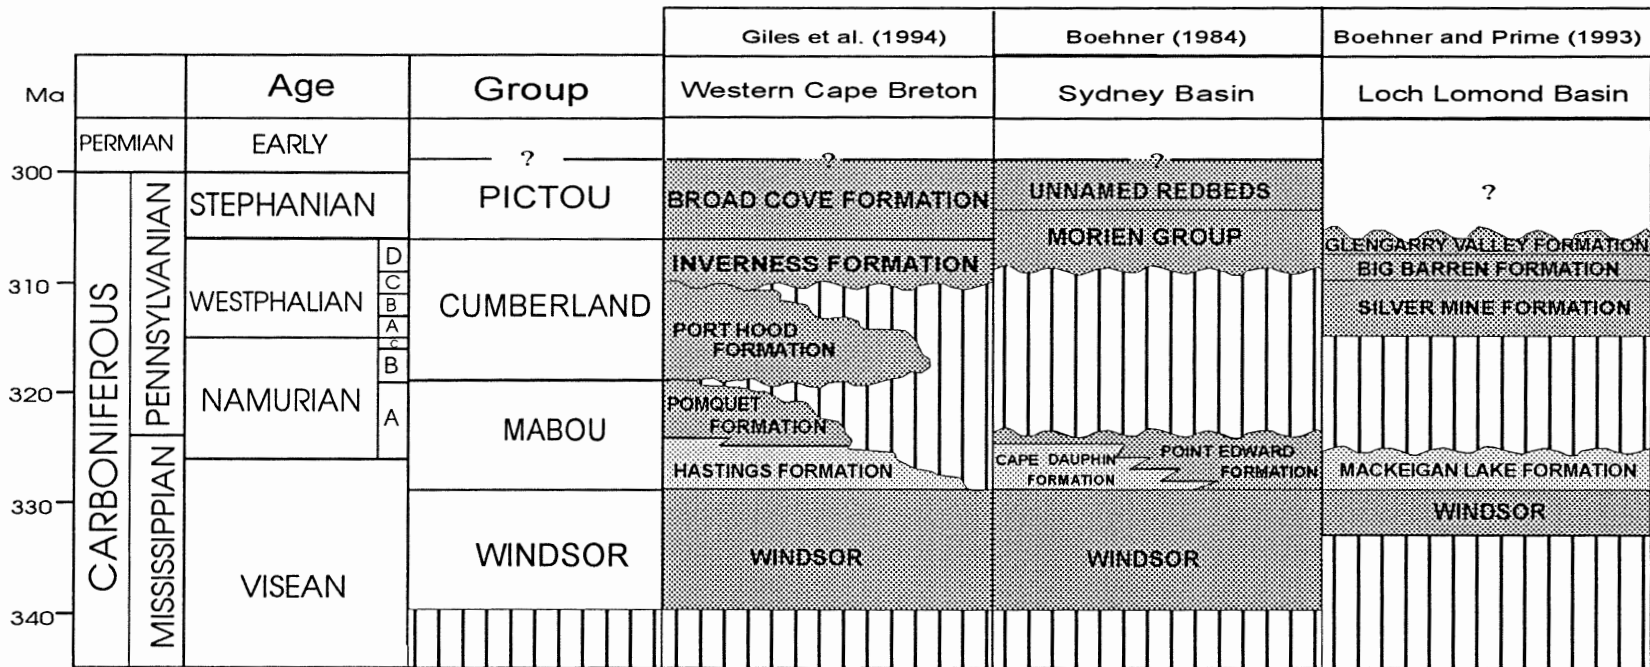 Giles et al. (1994)
Boehner (1984)
Boehner and Prime (1993)
Ma
Age
Group
Western Cape Breton
Sydney Basin
Loch Lomond Basin
PERMIAN
EARLY
?
?
?
300
CARBONIFEROUS
PENNSYLVANIAN
MISSISSIPPIAN
STEPHANIAN
PICTOU
BROAD COVE FORMATION
UNNAMED REDBEDS
?
MORIEN GROUP
GLENGARRY VALLEY FORMATION
D
INVERNESS FORMATION
BIG BARREN FORMATION
310
C
WESTPHALIAN
B
CUMBERLAND
SILVER MINE FORMATION
A
PORT HOOD
FORMATION
C
B
320
NAMURIAN
A
POMQUET
FORMATION
MABOU
CAPE DAUPHIN
FORMATION
POINT EDWARD
FORMATION
HASTINGS FORMATION
MACKEIGAN LAKE FORMATION
330
WINDSOR
WINDSOR
WINDSOR
WINDSOR
VISEAN
340